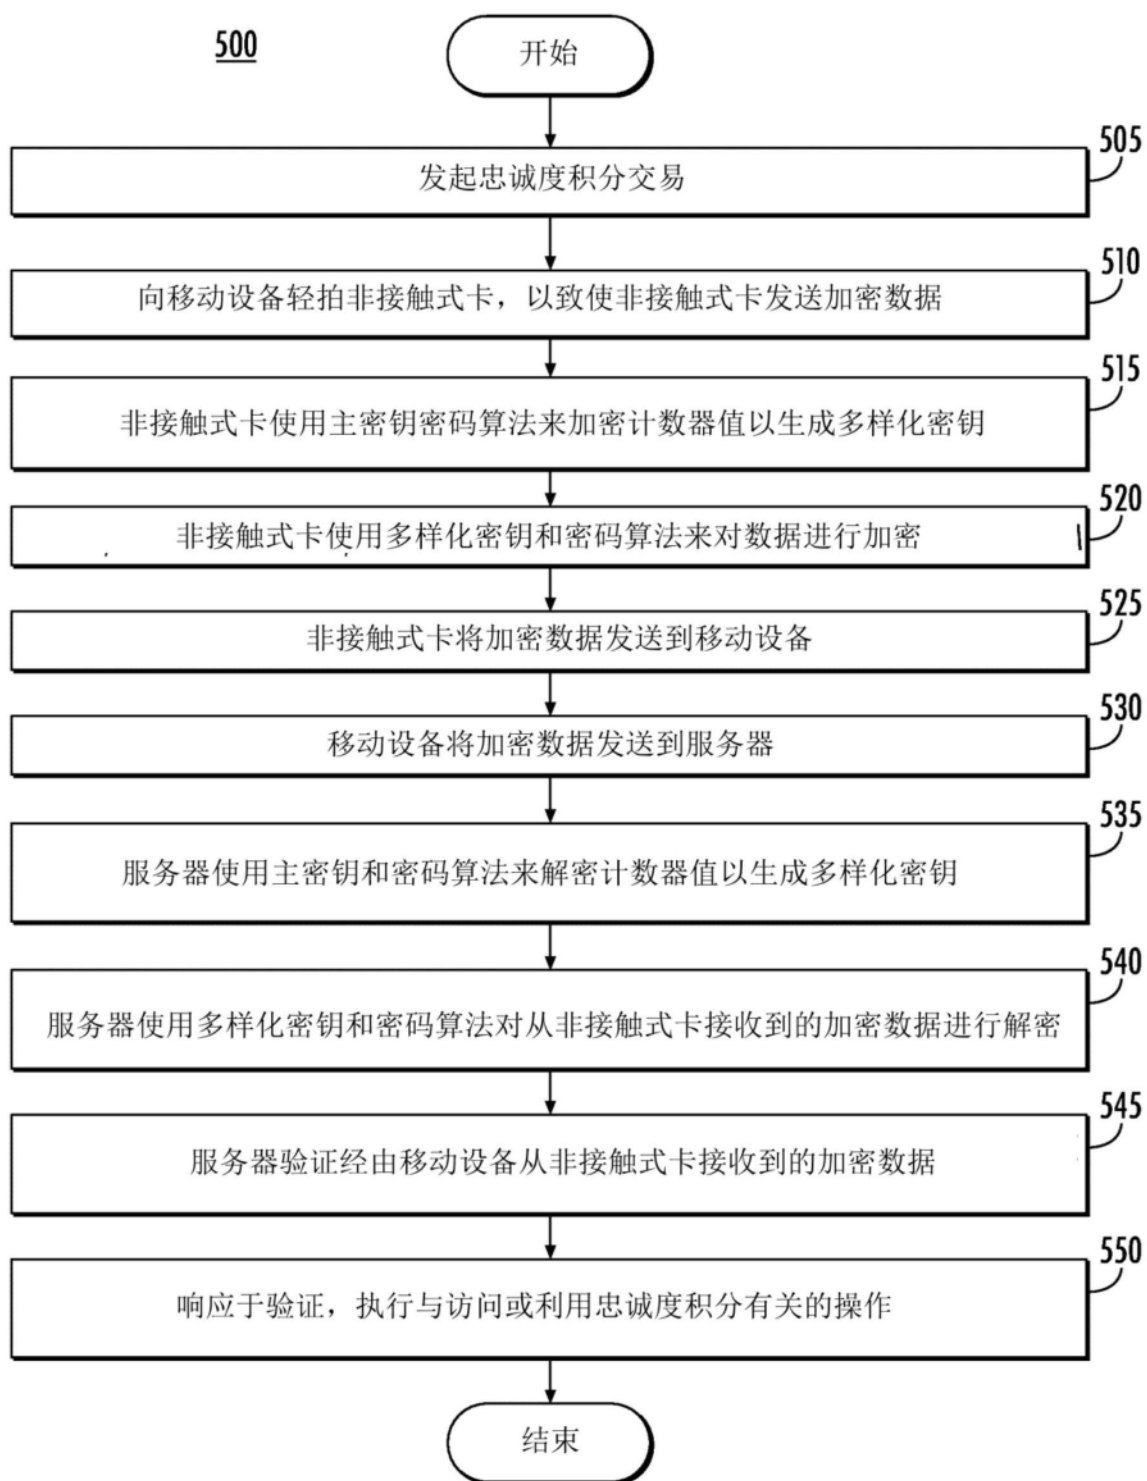 500
开始
505
发起忠诚度积分交易
510
向移动设备轻拍非接触式卡，以致使非接触式卡发送加密数据
515
非接触式卡使用主密钥密码算法来加密计数器值以生成多样化密钥
520
非接触式卡使用多样化密钥和密码算法来对数据进行加密
525
非接触式卡将加密数据发送到移动设备
530
移动设备将加密数据发送到服务器
535
服务器使用主密钥和密码算法来解密计数器值以生成多样化密钥
540
服务器使用多样化密钥和密码算法对从非接触式卡接收到的加密数据进行解密
545
服务器验证经由移动设备从非接触式卡接收到的加密数据
550
响应于验证，执行与访问或利用忠诚度积分有关的操作
结束